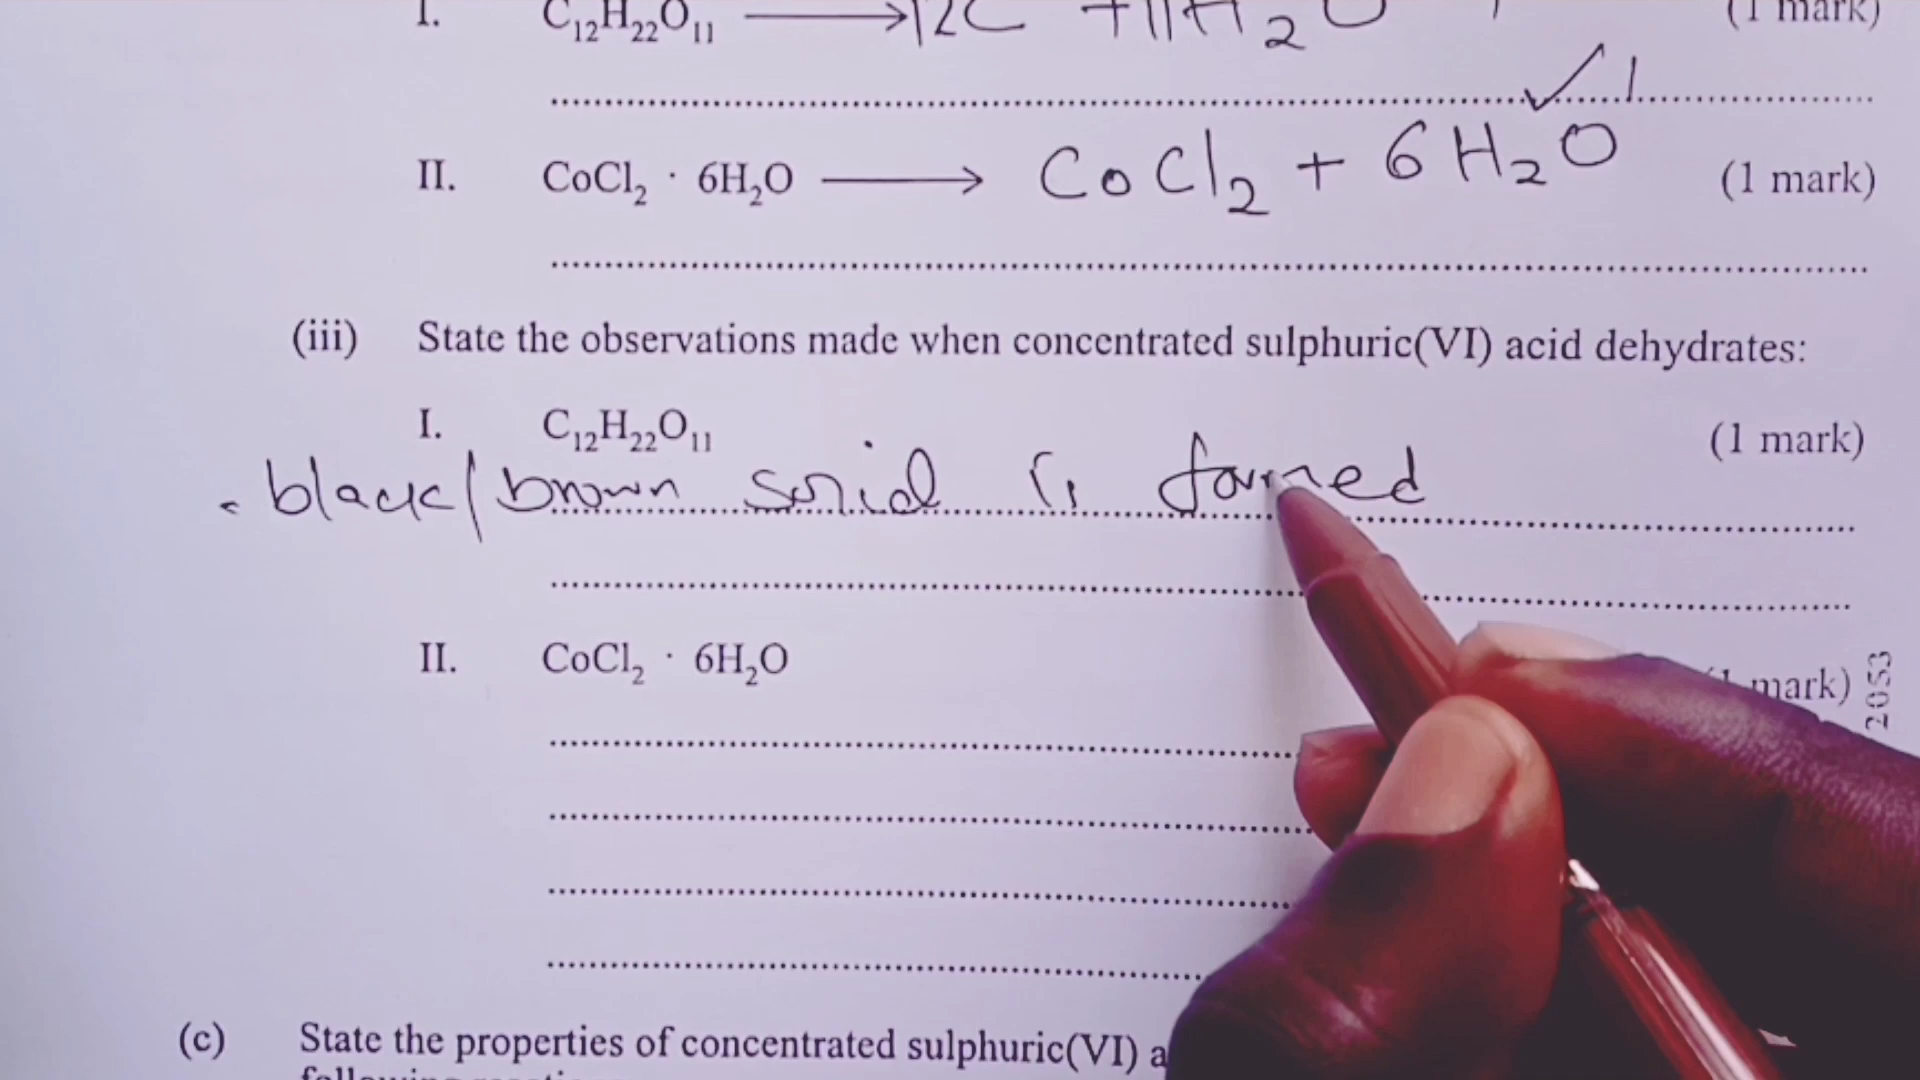 I. C₁₂H₂₂O₁₁ ⟶ 12C + 11H₂O (1 mark)
✓1
II. CoCl₂ · 6H₂O ⟶ CoCl₂ + 6H₂O (1 mark)
(iii) State the observations made when concentrated sulphuric(VI) acid dehydrates:
I. C₁₂H₂₂O₁₁ (1 mark)
black/brown solid is formed
II. CoCl₂ · 6H₂O mark)
2053
(c) State the properties of concentrated sulphuric(VI) a
following